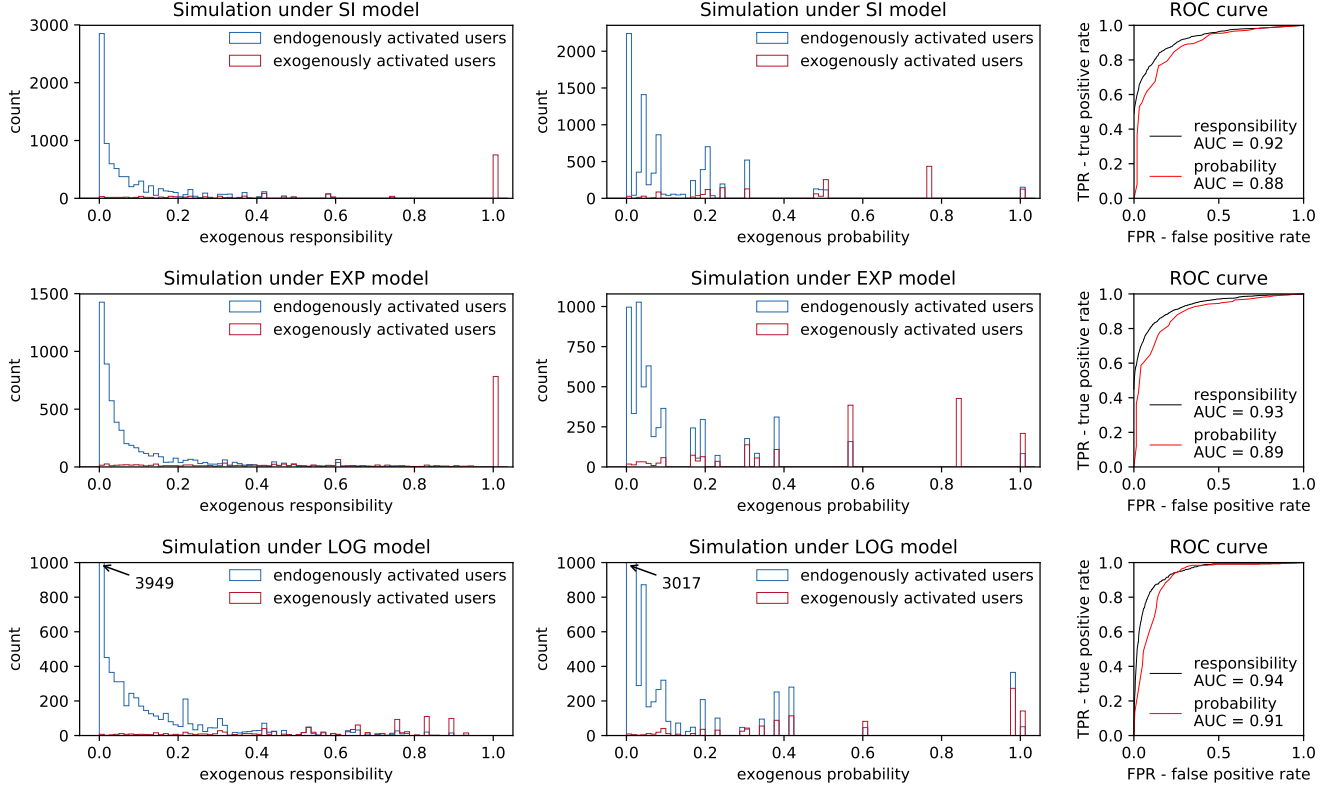 Simulation under SI model
3000
2000
1000
0
count
endogenously activated users
exogenously activated users
0.0 0.2 0.4 0.6 0.8 1.0
exogenous responsibility
Simulation under SI model
2000
1500
1000
500
0
count
endogenously activated users
exogenously activated users
0.0 0.2 0.4 0.6 0.8 1.0
exogenous probability
ROC curve
1.0
0.8
0.6
0.4
0.2
0.0
TPR - true positive rate
responsibility
AUC = 0.92
probability
AUC = 0.88
0.0 0.5 1.0
FPR - false positive rate
Simulation under EXP model
1500
1000
500
0
count
endogenously activated users
exogenously activated users
0.0 0.2 0.4 0.6 0.8 1.0
exogenous responsibility
Simulation under EXP model
1000
750
500
250
0
count
endogenously activated users
exogenously activated users
0.0 0.2 0.4 0.6 0.8 1.0
exogenous probability
ROC curve
1.0
0.8
0.6
0.4
0.2
0.0
TPR - true positive rate
responsibility
AUC = 0.93
probability
AUC = 0.89
0.0 0.5 1.0
FPR - false positive rate
Simulation under LOG model
1000
800
600
400
200
0
count
3949
endogenously activated users
exogenously activated users
0.0 0.2 0.4 0.6 0.8 1.0
exogenous responsibility
Simulation under LOG model
1000
800
600
400
200
0
count
3017
endogenously activated users
exogenously activated users
0.0 0.2 0.4 0.6 0.8 1.0
exogenous probability
ROC curve
1.0
0.8
0.6
0.4
0.2
0.0
TPR - true positive rate
responsibility
AUC = 0.94
probability
AUC = 0.91
0.0 0.5 1.0
FPR - false positive rate